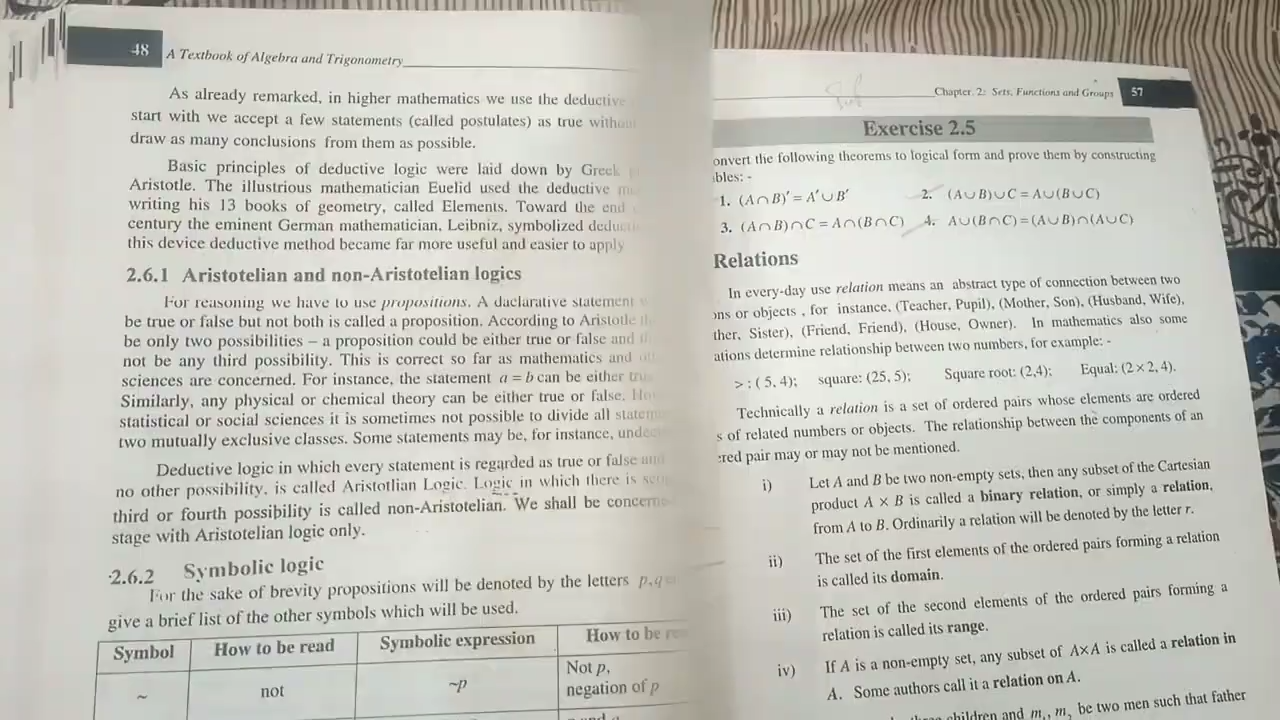 48 A Textbook of Algebra and Trigonometry
As already remarked, in higher mathematics we use the deductive
start with we accept a few statements (called postulates) as true without
draw as many conclusions from them as possible.
Basic principles of deductive logic were laid down by Greek
Aristotle. The illustrious mathematician Euelid used the deductive
writing his 13 books of geometry, called Elements. Toward the end
century the eminent German mathematician, Leibniz, symbolized
this device deductive method became far more useful and easier to apply
2.6.1 Aristotelian and non-Aristotelian logics
For reasoning we have to use propositions. A daclarative statement
be true or false but not both is called a proposition. According to Aristotle
be only two possibilities – a proposition could be either true or false and
not be any third possibility. This is correct so far as mathematics and
sciences are concerned. For instance, the statement a = b can be either
Similarly, any physical or chemical theory can be either true or false.
statistical or social sciences it is sometimes not possible to divide all
two mutually exclusive classes. Some statements may be, for instance,
Deductive logic in which every statement is regarded as true or false and
no other possibility, is called Aristotlian Logic. Logic in which there is
third or fourth possibility is called non-Aristotelian. We shall be
stage with Aristotelian logic only.
2.6.2 Symbolic logic
For the sake of brevity propositions will be denoted by the letters p,q
give a brief list of the other symbols which will be used.
Symbol How to be read Symbolic expression How to be
~ not ~p Not p,
negation of p
Chapter. 2: Sets, Functions and Groups 57
Exercise 2.5
onvert the following theorems to logical form and prove them by constructing
bles: -
1. (A∩B)′ = A′∪B′ 2. (A∪B)∪C = A∪(B∪C)
3. (A∩B)∩C = A∩(B∩C) 4. A∪(B∩C) = (A∪B)∩(A∪C)
Relations
In every-day use relation means an abstract type of connection between two
ons or objects , for instance, (Teacher, Pupil), (Mother, Son), (Husband, Wife),
ther, Sister), (Friend, Friend), (House, Owner). In mathematics also some
ations determine relationship between two numbers, for example: -
> : ( 5, 4); square: (25, 5); Square root: (2,4); Equal: (2 × 2, 4).
Technically a relation is a set of ordered pairs whose elements are ordered
s of related numbers or objects. The relationship between the components of an
red pair may or may not be mentioned.
i) Let A and B be two non-empty sets, then any subset of the Cartesian
product A × B is called a binary relation, or simply a relation,
from A to B. Ordinarily a relation will be denoted by the letter r.
ii) The set of the first elements of the ordered pairs forming a relation
is called its domain.
iii) The set of the second elements of the ordered pairs forming a
relation is called its range.
iv) If A is a non-empty set, any subset of A×A is called a relation in
A. Some authors call it a relation on A.
children and m₁, m₂ be two men such that father